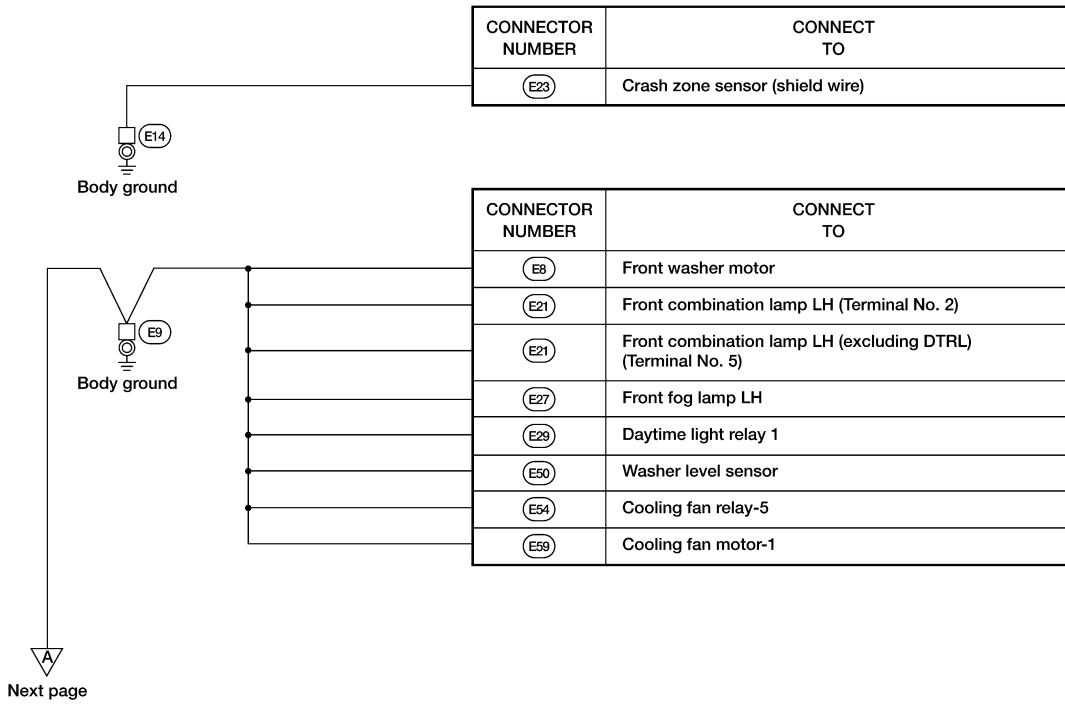 CONNECTOR
NUMBER
CONNECT
TO
E23
Crash zone sensor (shield wire)
E14
Body ground
CONNECTOR
NUMBER
CONNECT
TO
E8
Front washer motor
E21
Front combination lamp LH (Terminal No. 2)
E9
Body ground
E21
Front combination lamp LH (excluding DTRL)
(Terminal No. 5)
E27
Front fog lamp LH
E29
Daytime light relay 1
E50
Washer level sensor
E54
Cooling fan relay-5
E59
Cooling fan motor-1
A
Next page